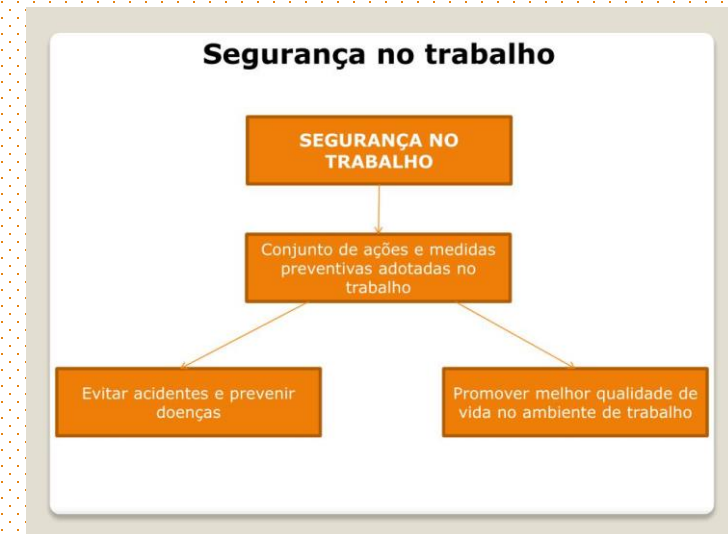 Segurança no trabalho
SEGURANÇA NO
TRABALHO
Conjunto de ações e medidas
preventivas adotadas no
trabalho
Evitar acidentes e prevenir
doenças
Promover melhor qualidade de
vida no ambiente de trabalho